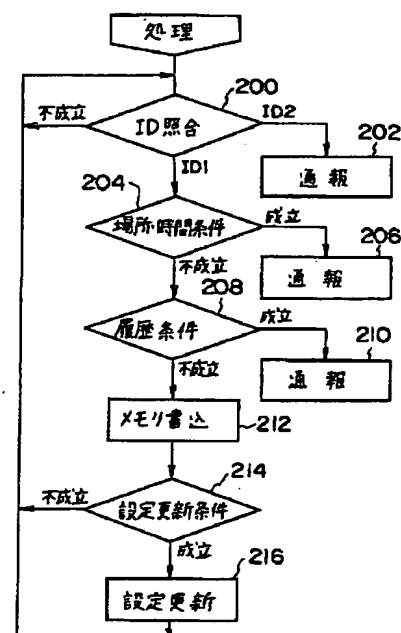 処理
200
不成立
ID照合
ID2
202
通報
ID1
204
場所・時間条件
成立
206
通報
不成立
208
履歴条件
成立
210
通報
不成立
メモリ書込
212
214
不成立
設定更新条件
成立
216
設定更新